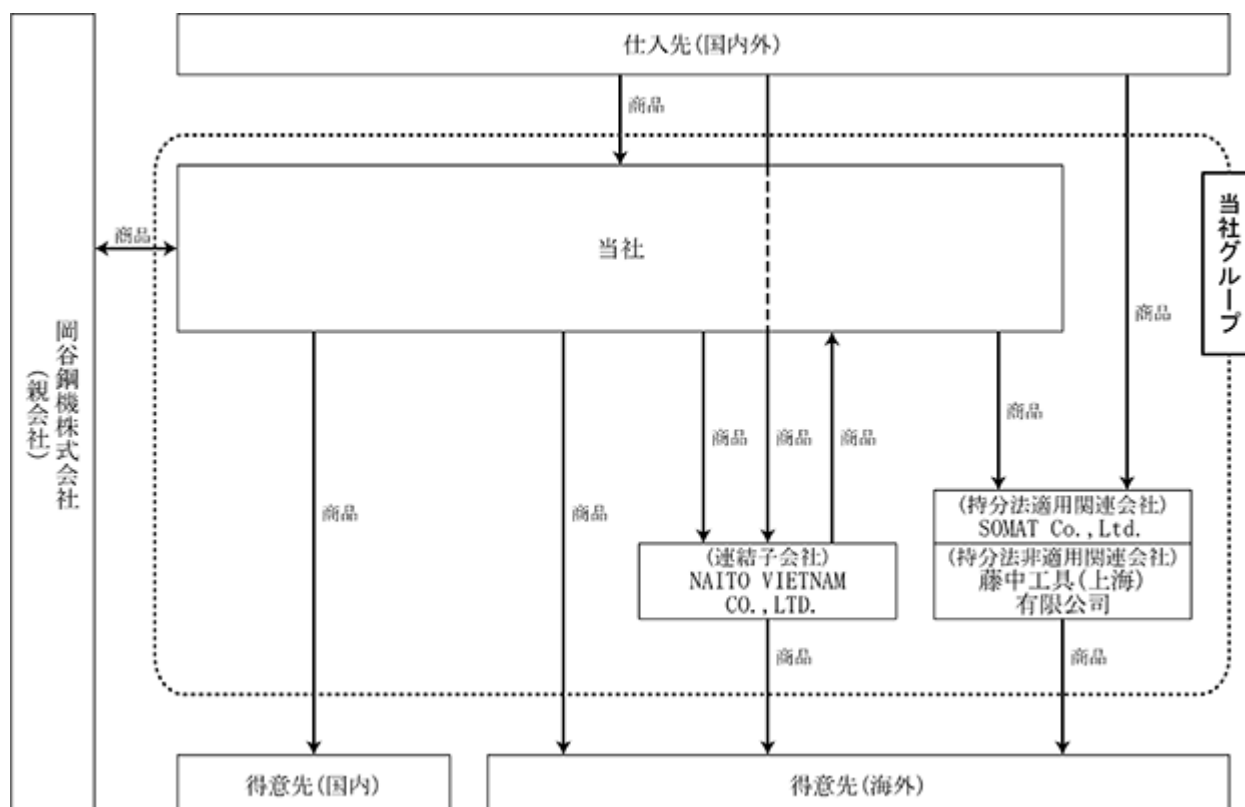 仕入先(国内外)
商品
当社グループ
商品
当社
商品
岡谷鋼機株式会社
(親会社)
商品
商品
商品
商品
商品
商品
(持分法適用関連会社)
SOMAT Co.,Ltd.
(連結子会社)
NAITO VIETNAM
CO.,LTD.
(持分法非適用関連会社)
藤中工具(上海)
有限公司
商品
商品
得意先(国内)
得意先(海外)